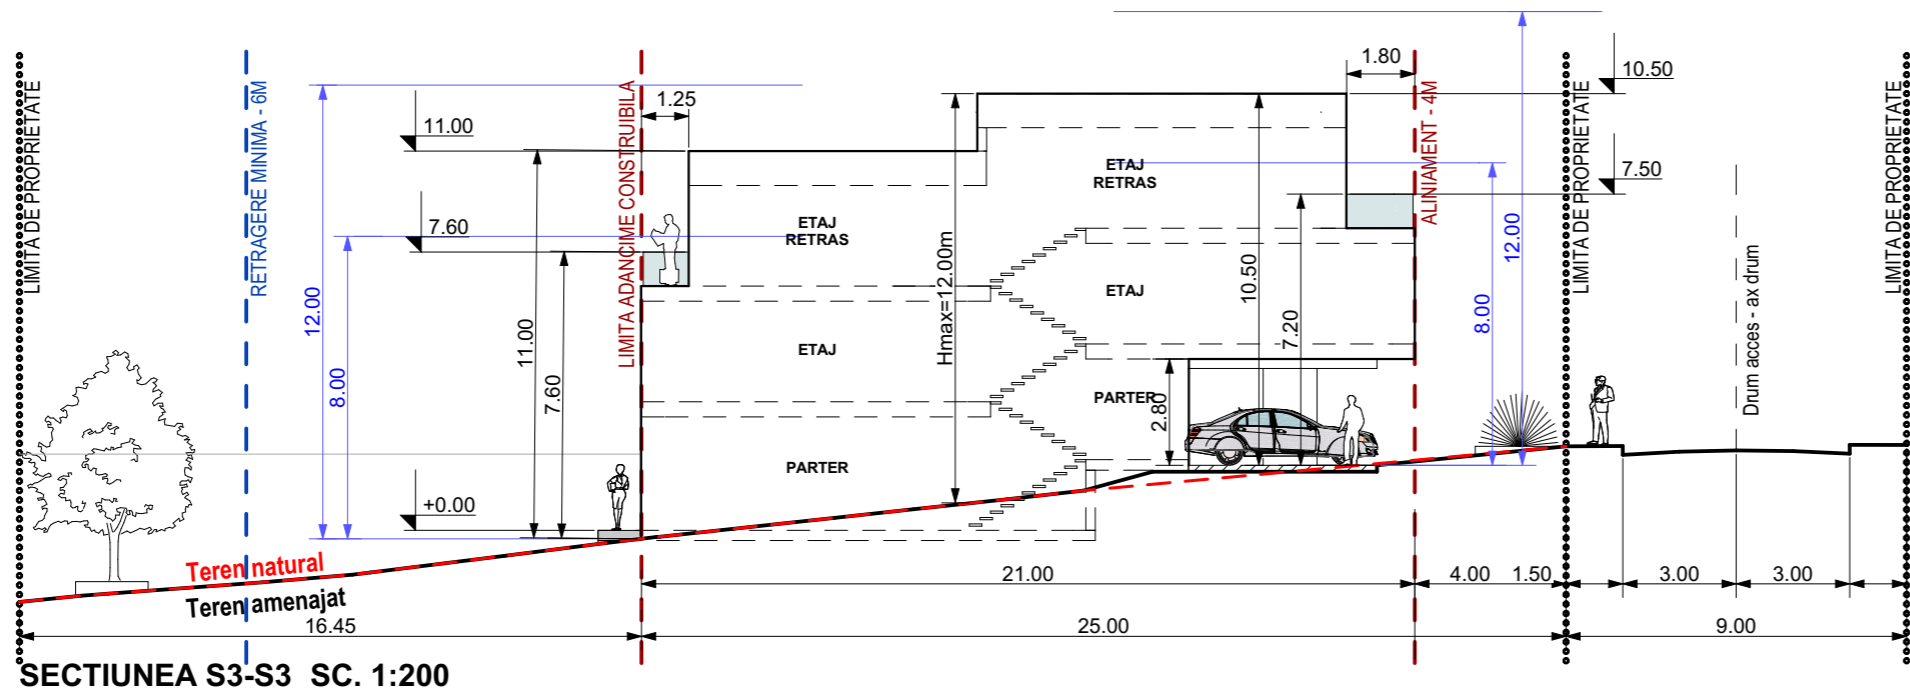 LIMITA DE PROPRIETATE
RETRAGERE MINIMA - 6M
LIMITA ADANCIME CONSTRUIBILA
ALINIAMENT - 4M
LIMITA DE PROPRIETATE
LIMITA DE PROPRIETATE
1.80
10.50
1.25
11.00
7.50
7.60
12.00
8.00
11.00
7.60
Hmax=12.00m
10.50
7.20
2.80
12.00
8.00
ETAJ
RETRAS
ETAJ
RETRAS
ETAJ
ETAJ
PARTER
PARTER
Drum acces - ax drum
+0.00
Teren natural
Teren amenajat
21.00
4.00
1.50
3.00
3.00
16.45
25.00
9.00
SECTIUNEA S3-S3 SC. 1:200